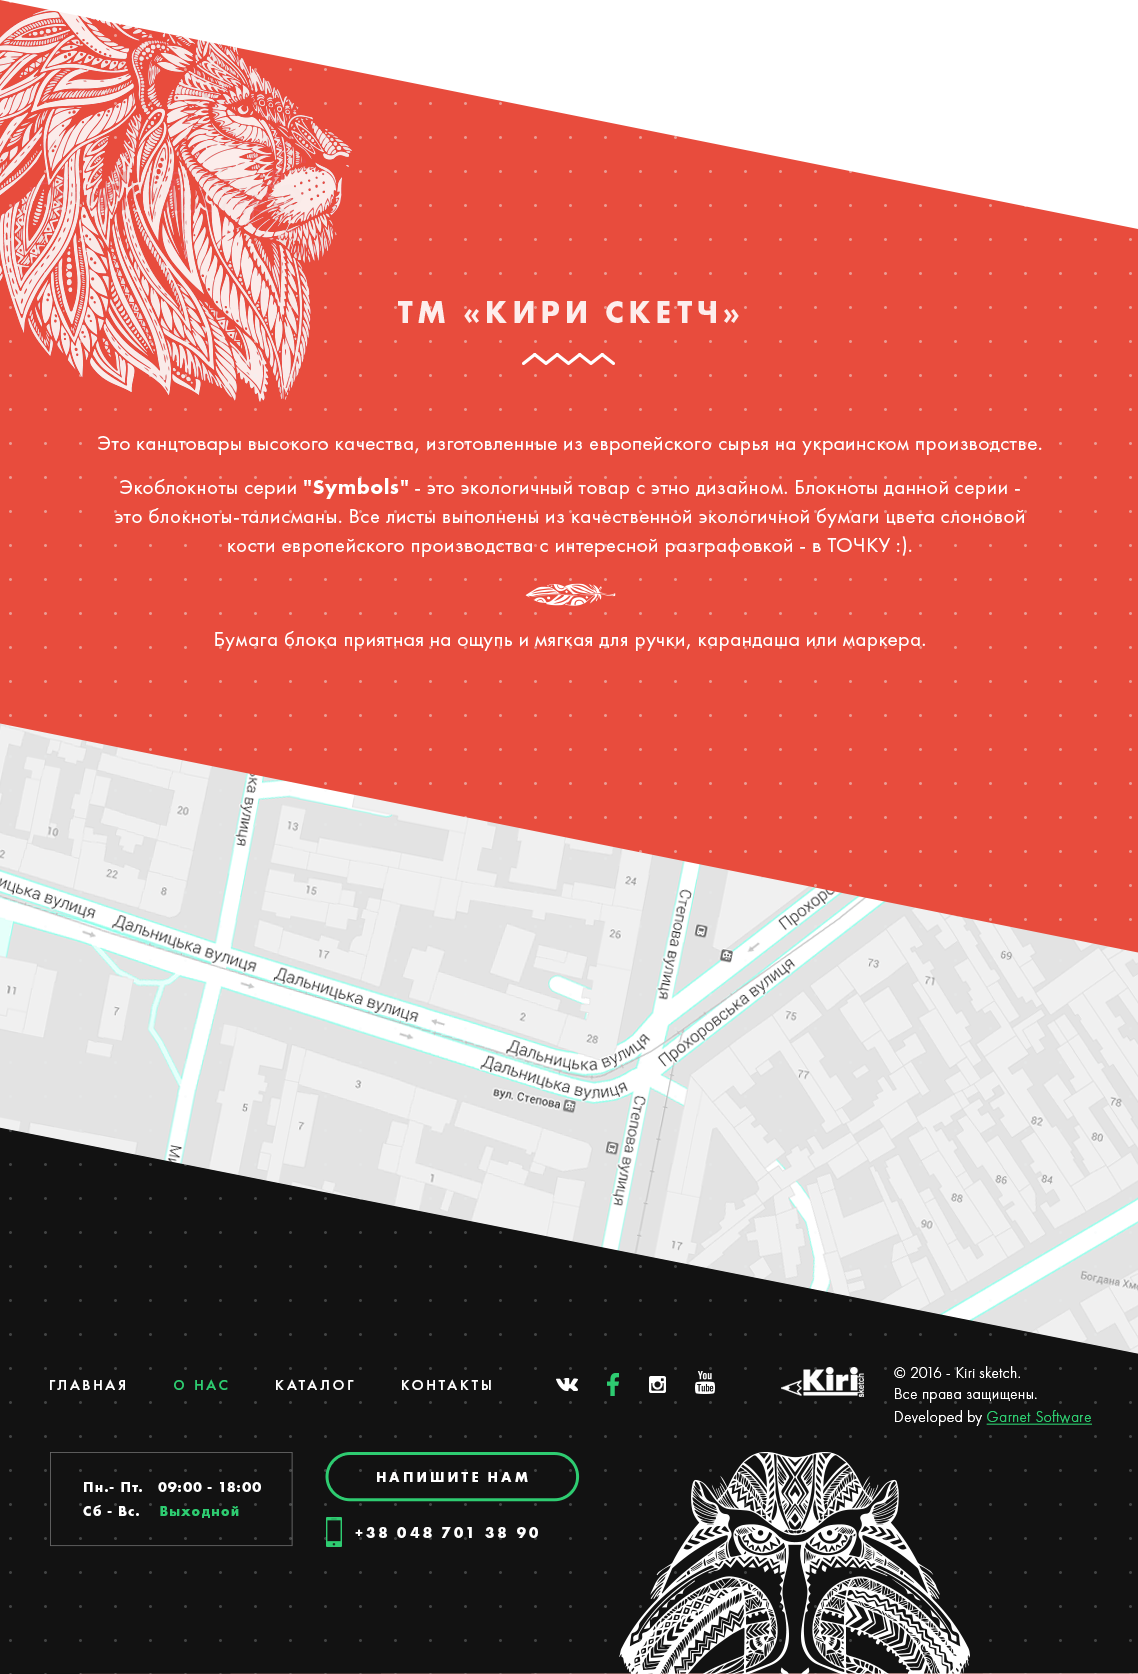 ТМ «КИРИ СКЕТЧ»
Это канцтовары высокого качества, изготовленные из европейского сырья на украинском производстве.
Экоблокноты серии "Symbols" - это экологичный товар с этно дизайном. Блокноты данной серии -
это блокноты-талисманы. Все листы выполнены из качественной экологичной бумаги цвета слоновой
кости европейского производства с интересной разграфовкой - в ТОЧКУ :).
Бумага блока приятная на ощупь и мягкая для ручки, карандаша или маркера.
ька вулиця
20
13
10
2
22
8
15
24
26
Степова вулиця
Прохоро
ицька вулиця
Дальницька вулиця
17
Дальницька вулиця
69
73
71
11
7
2
28
75
Дальницька вулиця
Прохоровська вулиця
Дальницька вулиця
вул. Степова
3
77
5
7
Степова вулиця
78
82
80
Ми
1
86
84
88
90
17
Богдана Хме
ГЛАВНАЯ
О НАС
КАТАЛОГ
КОНТАКТЫ
You
Tube
Kiri
sketch
© 2016 - Kiri sketch.
Все права защищены.
Developed by Garnet Software
Пн.- Пт. 09:00 - 18:00
Сб - Вс. Выходной
НАПИШИТЕ НАМ
+38 048 701 38 90